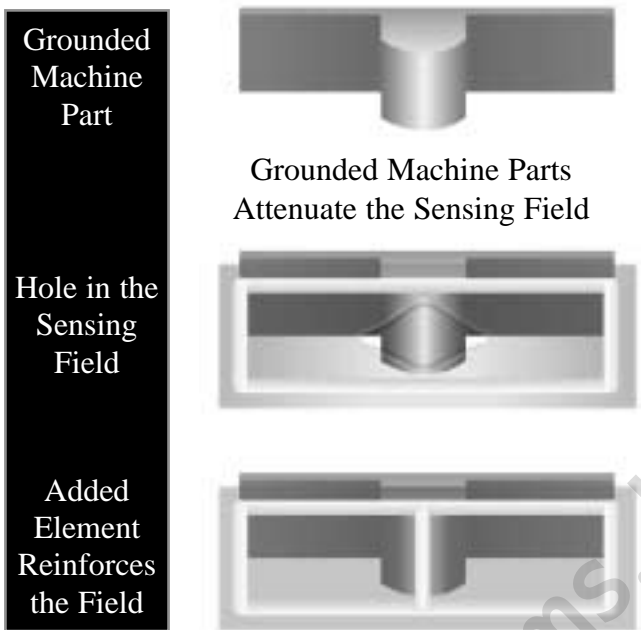 Grounded
Machine
Part
Grounded Machine Parts
Attenuate the Sensing Field
Hole in the
Sensing
Field
Added
Element
Reinforces
the Field